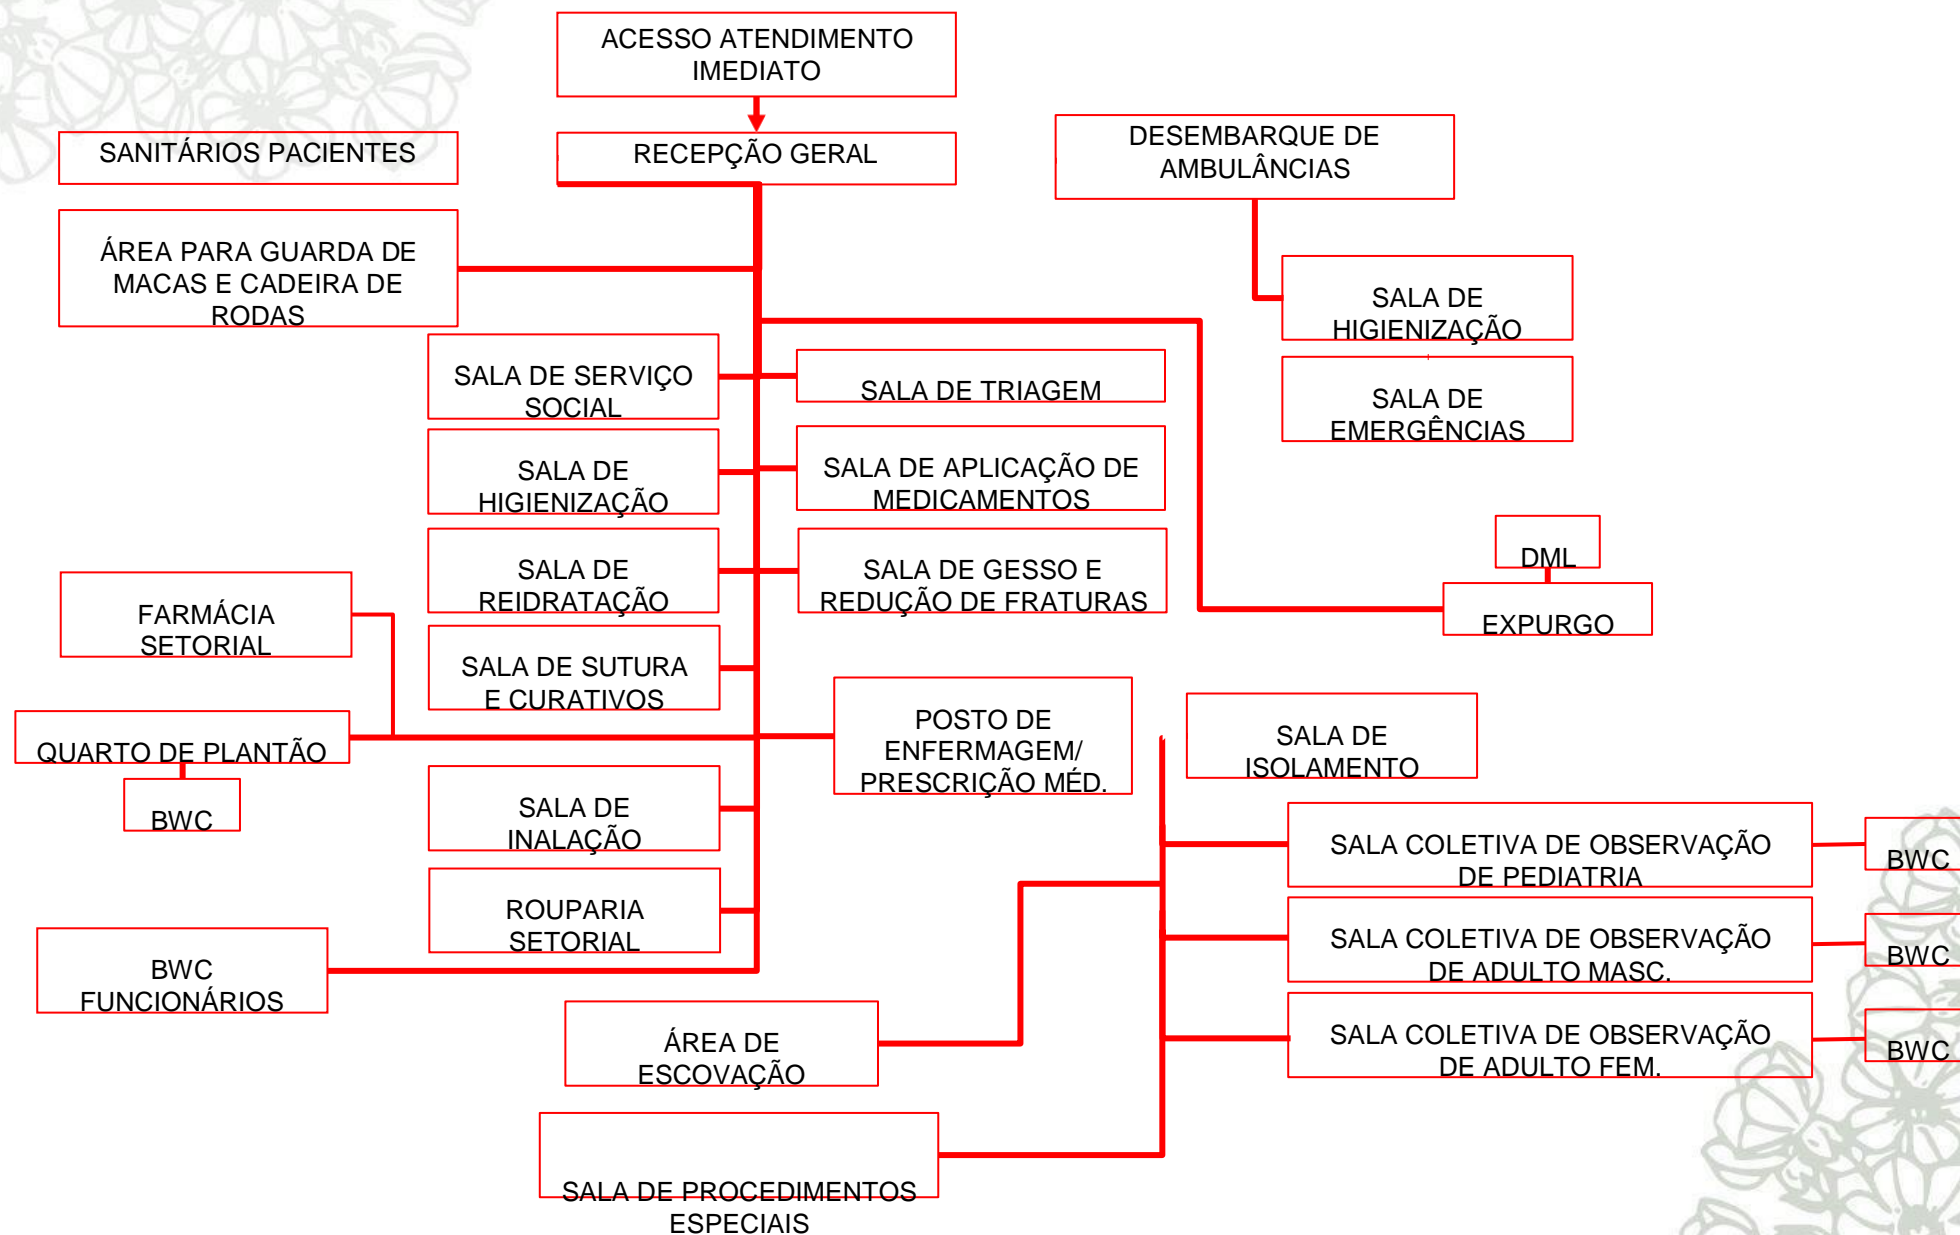 ACESSO ATENDIMENTO
IMEDIATO
SANITÁRIOS PACIENTES
RECEPÇÃO GERAL
DESEMBARQUE DE
AMBULÂNCIAS
ÁREA PARA GUARDA DE
MACAS E CADEIRA DE
RODAS
SALA DE
HIGIENIZAÇÃO
SALA DE SERVIÇO
SOCIAL
SALA DE TRIAGEM
SALA DE
EMERGÊNCIAS
SALA DE
HIGIENIZAÇÃO
SALA DE APLICAÇÃO DE
MEDICAMENTOS
SALA DE
REIDRATAÇÃO
SALA DE GESSO E
REDUÇÃO DE FRATURAS
DML
EXPURGO
FARMÁCIA
SETORIAL
SALA DE SUTURA
E CURATIVOS
QUARTO DE PLANTÃO
BWC
POSTO DE
ENFERMAGEM/
PRESCRIÇÃO MÉD.
SALA DE
ISOLAMENTO
SALA DE
INALAÇÃO
SALA COLETIVA DE OBSERVAÇÃO
DE PEDIATRIA
BWC
ROUPARIA
SETORIAL
SALA COLETIVA DE OBSERVAÇÃO
DE ADULTO MASC.
BWC
BWC
FUNCIONÁRIOS
ÁREA DE
ESCOVAÇÃO
SALA COLETIVA DE OBSERVAÇÃO
DE ADULTO FEM.
BWC
SALA DE PROCEDIMENTOS
ESPECIAIS